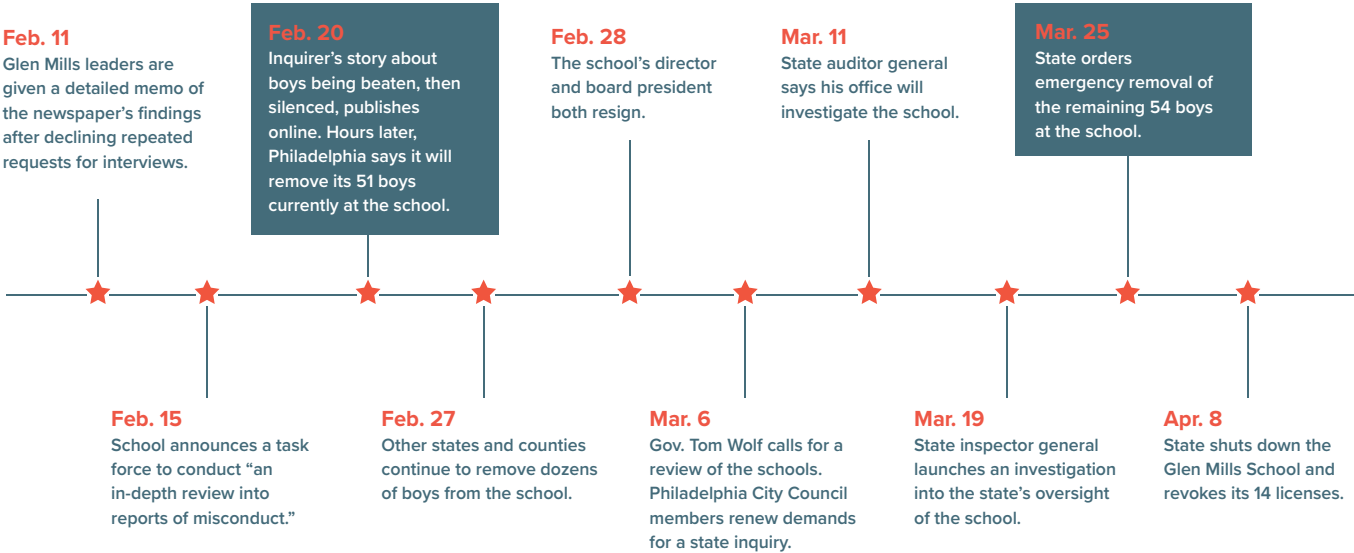 Feb. 11
Glen Mills leaders are
given a detailed memo of
the newspaper's findings
after declining repeated
requests for interviews.
Feb. 15
School announces a task
force to conduct “an
in-depth review into
reports of misconduct.”
Feb. 20
Inquirer’s story about
boys being beaten, then
silenced, publishes
online. Hours later,
Philadelphia says it will
remove its 51 boys
currently at the school.
Feb. 27
Other states and counties
continue to remove dozens
of boys from the school.
Feb. 28
The school’s director
and board president
both resign.
Mar. 6
Gov. Tom Wolf calls for a
review of the schools.
Philadelphia City Council
members renew demands
for a state inquiry.
Mar. 11
State auditor general
says his office will
investigate the school.
Mar. 19
State inspector general
launches an investigation
into the state’s oversight
of the school.
Mar. 25
State orders
emergency removal of
the remaining 54 boys
at the school.
Apr. 8
State shuts down the
Glen Mills School and
revokes its 14 licenses.